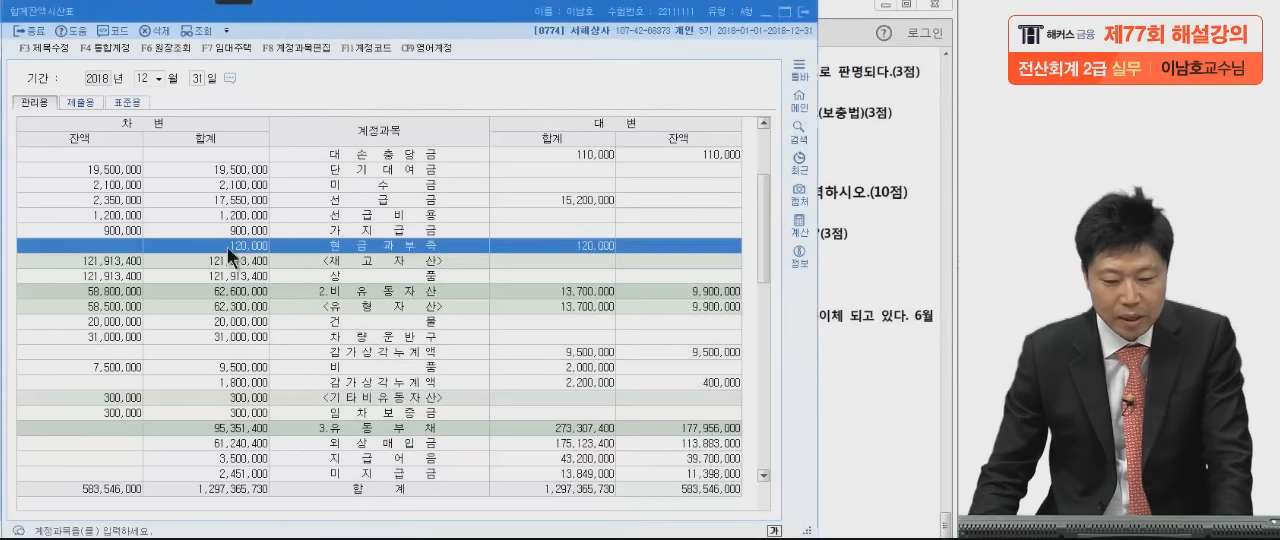 합계잔액시산표
이름 : 이남호 수험번호 : 22111111 유형 : A형
종료 도움 코드 삭제 조회
[0774] 서해상사 107-42-68873 개인 5기 2018-01-01~2018-12-31
F3 제목수정 F4 통합계정 F6 원장조회 F7 임대주택 F8 계정과목편집 F11 계정코드 CF9 영어계정
기간 : 2018 년 12 월 31 일
관리용 제출용 표준용
차 변 계정과목 대 변
잔액 합계 합계 잔액
대손충당금 110,000 110,000
19,500,000 19,500,000 단기대여금
2,100,000 2,100,000 미수금
2,350,000 17,550,000 선급금 15,200,000
1,200,000 1,200,000 선급비용
900,000 900,000 가지급금
120,000 현금과부족 120,000
121,913,400 <재고자산>
121,913,400 121,913,400 상품
58,800,000 62,600,000 2.비유동자산 13,700,000 9,900,000
58,500,000 62,300,000 <유형자산> 13,700,000 9,900,000
20,000,000 20,000,000 건물
31,000,000 31,000,000 차량운반구
감가상각누계액 9,500,000 9,500,000
7,500,000 9,500,000 비품 2,000,000
1,800,000 감가상각누계액 2,200,000 400,000
300,000 300,000 <기타비유동자산>
300,000 300,000 임차보증금
95,351,400 3.유동부채 273,307,400 177,956,000
61,240,400 외상매입금 175,123,400 113,883,000
3,500,000 지급어음 43,200,000 39,700,000
2,451,000 미지급금 13,849,000 11,398,000
583,546,000 1,297,365,730 합계 1,297,365,730 583,546,000
계정과목을(를) 입력하세요.
가
툴바
메인
검색
최근
캡처
계산
정보
로그인
로 판명되다.(3점)
(보충법)(3점)
력하시오.(10점)
?(3점)
이체 되고 있다. 6월
해커스 금융 제77회 해설강의
전산회계 2급 실무 이남호교수님